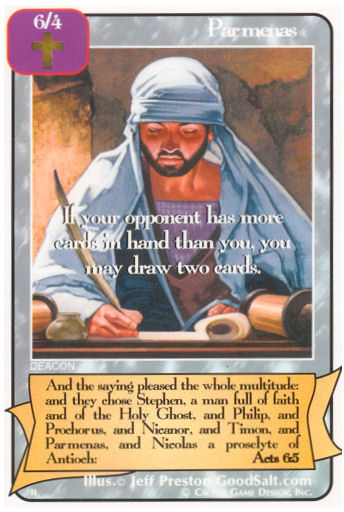 6/4
Parmenas
If your opponent has more
cards in hand than you, you
may draw two cards.
DEACON
And the saying pleased the whole multitude:
and they chose Stephen, a man full of faith
and of the Holy Ghost, and Philip, and
Prochorus, and Nicanor, and Timon, and
Parmenas, and Nicolas a proselyte of
Antioch: Acts 6:5
Illus.© Jeff Preston GoodSalt.com
© Cactus Game Design, Inc.